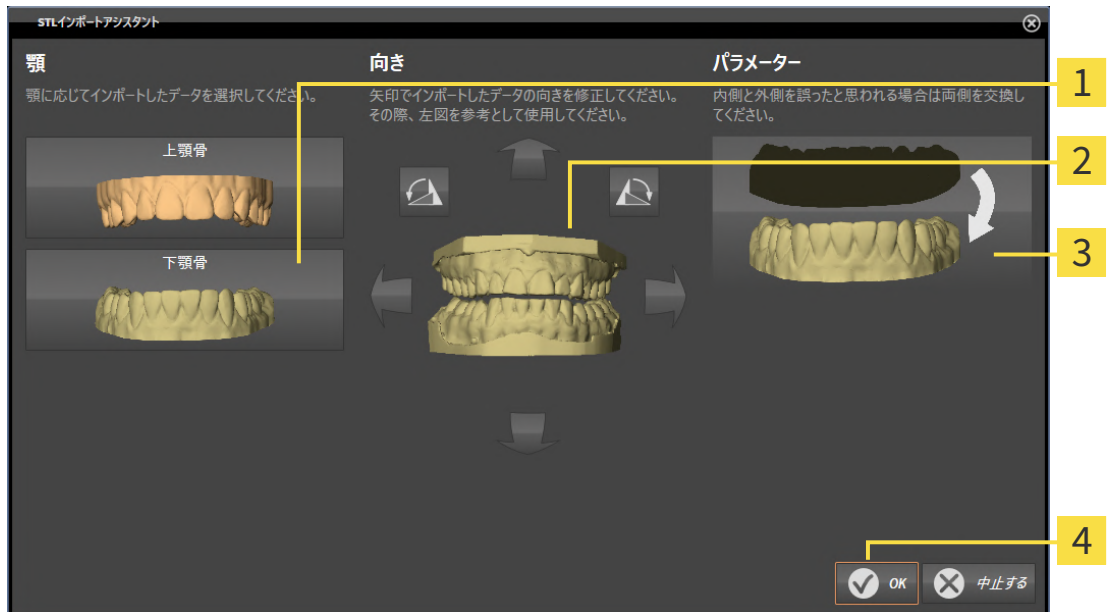 STLインポートアシスタント
顎
顎に応じてインポートしたデータを選択してください。
上顎骨
下顎骨
向き
矢印でインポートしたデータの向きを修正してください。
その際、左図を参考として使用してください。
パラメーター
内側と外側を誤ったと思われる場合は両側を交換し
てください。
1
2
3
4
OK
中止する